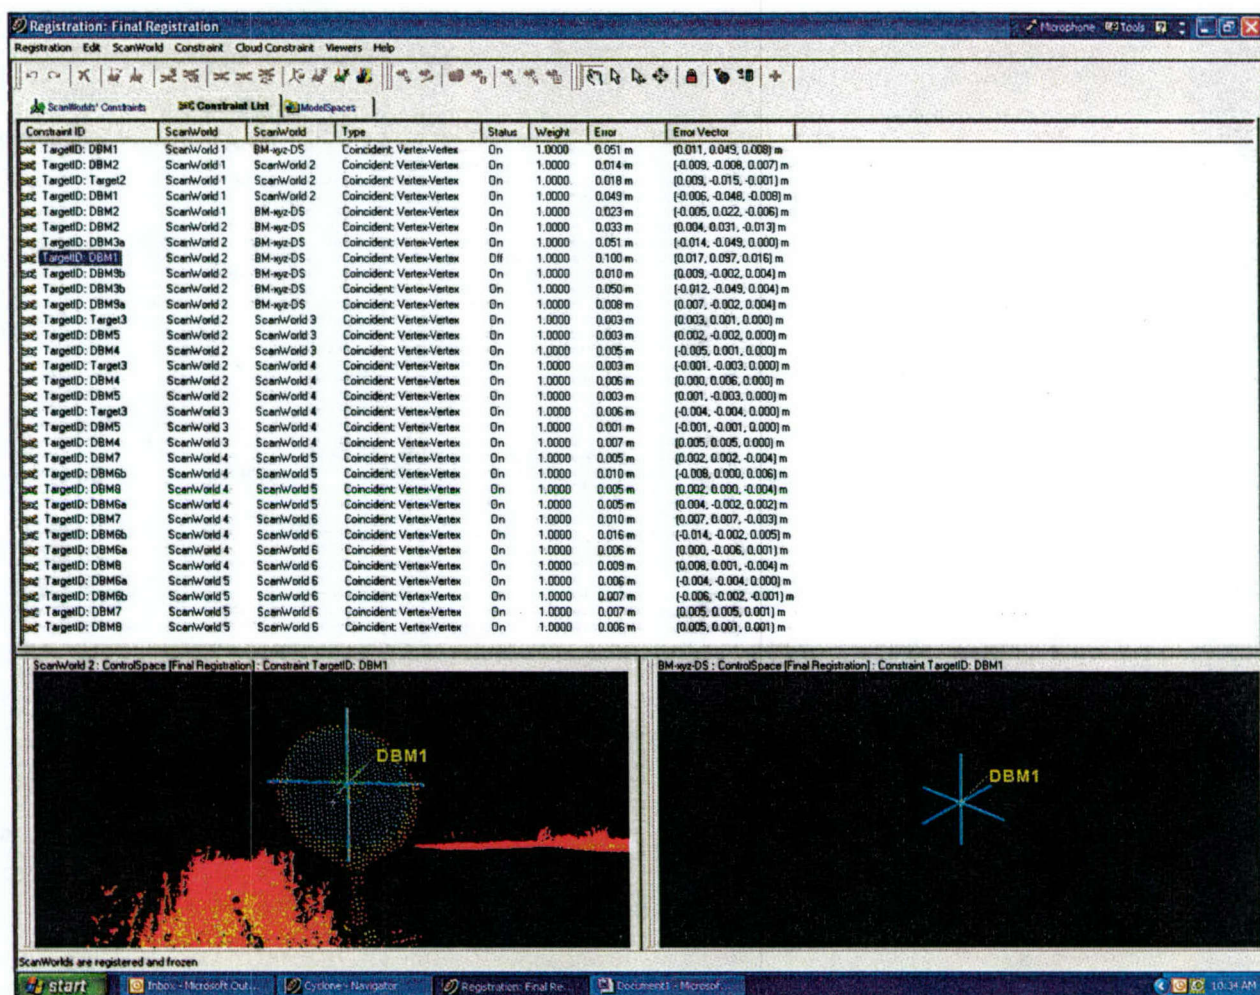 Registration: Final Registration
Microphone Tools
Registration Edit ScanWorld Constraint Cloud Constraint Viewers Help
ScanWorlds' Constraints Constraint List ModelSpaces
Constraint ID ScanWorld ScanWorld Type Status Weight Error Error Vector
TargetID: DBM1 ScanWorld 1 BM-xyz-DS Coincident: Vertex-Vertex On 1.0000 0.051 m (0.011, 0.049, 0.008) m
TargetID: DBM2 ScanWorld 1 ScanWorld 2 Coincident: Vertex-Vertex On 1.0000 0.014 m (-0.009, -0.008, 0.007) m
TargetID: Target2 ScanWorld 1 ScanWorld 2 Coincident: Vertex-Vertex On 1.0000 0.018 m (0.009, -0.015, -0.001) m
TargetID: DBM1 ScanWorld 1 ScanWorld 2 Coincident: Vertex-Vertex On 1.0000 0.049 m (-0.006, -0.048, -0.008) m
TargetID: DBM2 ScanWorld 1 BM-xyz-DS Coincident: Vertex-Vertex On 1.0000 0.023 m (-0.005, 0.022, -0.006) m
TargetID: DBM2 ScanWorld 2 BM-xyz-DS Coincident: Vertex-Vertex On 1.0000 0.033 m (0.004, 0.031, -0.013) m
TargetID: DBM3a ScanWorld 2 BM-xyz-DS Coincident: Vertex-Vertex On 1.0000 0.051 m (-0.014, -0.049, 0.000) m
TargetID: DBM1 ScanWorld 2 BM-xyz-DS Coincident: Vertex-Vertex Off 1.0000 0.100 m (0.017, 0.097, 0.016) m
TargetID: DBM9b ScanWorld 2 BM-xyz-DS Coincident: Vertex-Vertex On 1.0000 0.010 m (0.009, -0.002, 0.004) m
TargetID: DBM3b ScanWorld 2 BM-xyz-DS Coincident: Vertex-Vertex On 1.0000 0.050 m (-0.012, -0.049, 0.004) m
TargetID: DBM9a ScanWorld 2 BM-xyz-DS Coincident: Vertex-Vertex On 1.0000 0.008 m (0.007, -0.002, 0.004) m
TargetID: Target3 ScanWorld 2 ScanWorld 3 Coincident: Vertex-Vertex On 1.0000 0.003 m (0.003, 0.001, 0.000) m
TargetID: DBM5 ScanWorld 2 ScanWorld 3 Coincident: Vertex-Vertex On 1.0000 0.003 m (0.002, -0.002, 0.000) m
TargetID: DBM4 ScanWorld 2 ScanWorld 3 Coincident: Vertex-Vertex On 1.0000 0.005 m (-0.005, 0.001, 0.000) m
TargetID: Target3 ScanWorld 2 ScanWorld 4 Coincident: Vertex-Vertex On 1.0000 0.003 m (-0.001, -0.003, 0.000) m
TargetID: DBM4 ScanWorld 2 ScanWorld 4 Coincident: Vertex-Vertex On 1.0000 0.006 m (0.000, 0.006, 0.000) m
TargetID: DBM5 ScanWorld 2 ScanWorld 4 Coincident: Vertex-Vertex On 1.0000 0.003 m (0.001, -0.003, 0.000) m
TargetID: Target3 ScanWorld 3 ScanWorld 4 Coincident: Vertex-Vertex On 1.0000 0.006 m (-0.004, -0.004, 0.000) m
TargetID: DBM5 ScanWorld 3 ScanWorld 4 Coincident: Vertex-Vertex On 1.0000 0.001 m (-0.001, -0.001, 0.000) m
TargetID: DBM4 ScanWorld 3 ScanWorld 4 Coincident: Vertex-Vertex On 1.0000 0.007 m (0.005, 0.005, 0.000) m
TargetID: DBM7 ScanWorld 4 ScanWorld 5 Coincident: Vertex-Vertex On 1.0000 0.005 m (0.002, 0.002, -0.004) m
TargetID: DBM6b ScanWorld 4 ScanWorld 5 Coincident: Vertex-Vertex On 1.0000 0.010 m (-0.008, 0.000, 0.006) m
TargetID: DBM8 ScanWorld 4 ScanWorld 5 Coincident: Vertex-Vertex On 1.0000 0.005 m (0.002, 0.000, -0.004) m
TargetID: DBM6a ScanWorld 4 ScanWorld 5 Coincident: Vertex-Vertex On 1.0000 0.005 m (0.004, -0.002, 0.002) m
TargetID: DBM7 ScanWorld 4 ScanWorld 6 Coincident: Vertex-Vertex On 1.0000 0.010 m (0.007, 0.007, -0.003) m
TargetID: DBM6b ScanWorld 4 ScanWorld 6 Coincident: Vertex-Vertex On 1.0000 0.016 m (-0.014, -0.002, 0.005) m
TargetID: DBM6a ScanWorld 4 ScanWorld 6 Coincident: Vertex-Vertex On 1.0000 0.006 m (0.000, -0.006, 0.001) m
TargetID: DBM8 ScanWorld 4 ScanWorld 6 Coincident: Vertex-Vertex On 1.0000 0.009 m (0.008, 0.001, -0.004) m
TargetID: DBM6a ScanWorld 5 ScanWorld 6 Coincident: Vertex-Vertex On 1.0000 0.006 m (-0.004, -0.004, 0.000) m
TargetID: DBM6b ScanWorld 5 ScanWorld 6 Coincident: Vertex-Vertex On 1.0000 0.007 m (-0.006, -0.002, -0.001) m
TargetID: DBM7 ScanWorld 5 ScanWorld 6 Coincident: Vertex-Vertex On 1.0000 0.007 m (0.005, 0.005, 0.001) m
TargetID: DBM8 ScanWorld 5 ScanWorld 6 Coincident: Vertex-Vertex On 1.0000 0.006 m (0.005, 0.001, 0.001) m
ScanWorld 2 : ControlSpace [Final Registration] : Constraint TargetID: DBM1
BM-xyz-DS : ControlSpace [Final Registration] : Constraint TargetID: DBM1
DBM1
DBM1
ScanWorlds are registered and frozen
start Inbox - Microsoft Out... Cyclone - Navigator Registration: Final Re... Document1 - Microsof... 10:34 AM